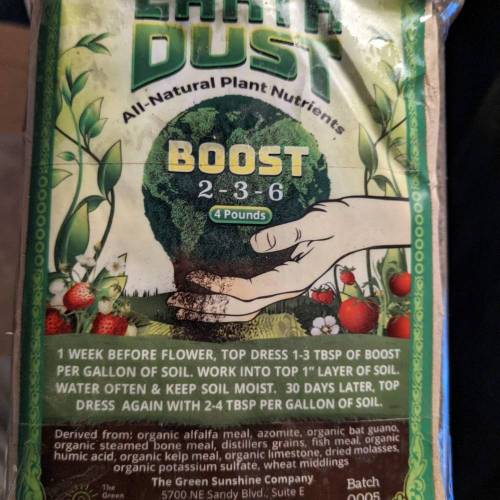 EARTH
DUST
All-Natural Plant Nutrients
BOOST
2-3-6
4 Pounds
1 WEEK BEFORE FLOWER, TOP DRESS 1-3 TBSP OF BOOST
PER GALLON OF SOIL. WORK INTO TOP 1" LAYER OF SOIL.
WATER OFTEN & KEEP SOIL MOIST. 30 DAYS LATER, TOP
DRESS AGAIN WITH 2-4 TBSP PER GALLON OF SOIL.
Derived from: organic alfalfa meal, azomite, organic bat guano,
organic steamed bone meal, distillers grains, fish meal, organic
humic acid, organic kelp meal, organic limestone, dried molasses,
organic potassium sulfate, wheat middlings
The Green Sunshine Company
5700 NE Sandy Blvd., Suite E
The
Green
Batch
0005